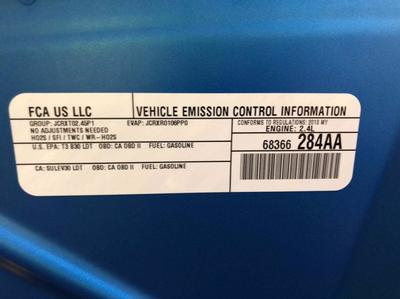 FCA US LLC
VEHICLE EMISSION CONTROL INFORMATION
GROUP: JCRXT02.45P1
EVAP: JCRXR0106PP0
CONFORMS TO REGULATIONS: 2018 MY
NO ADJUSTMENTS NEEDED
ENGINE: 2.4L
HO2S / SFI / TWC / WR-HO2S
68366 284AA
U.S. EPA: T3 B30 LDT OBD: CA OBD II FUEL: GASOLINE
CA: SULEV30 LDT OBD: CA OBD II FUEL: GASOLINE